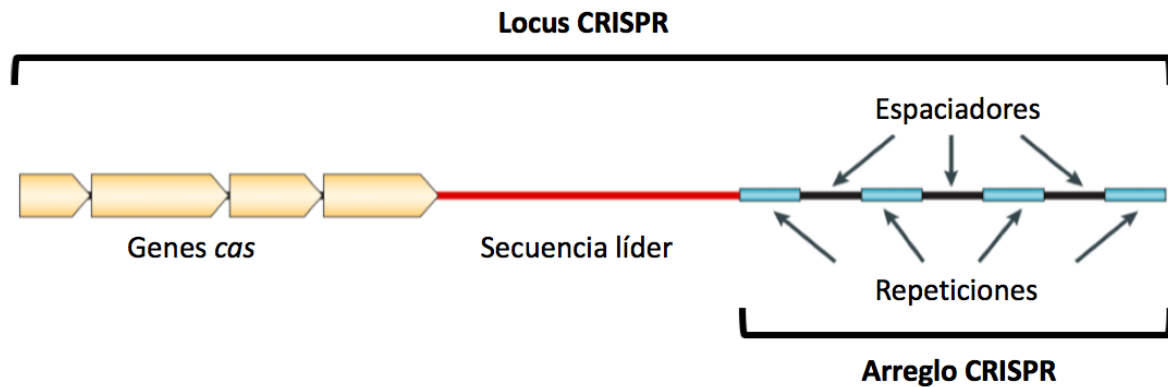 Locus CRISPR
Espaciadores
Genes cas
Secuencia líder
Repeticiones
Arreglo CRISPR